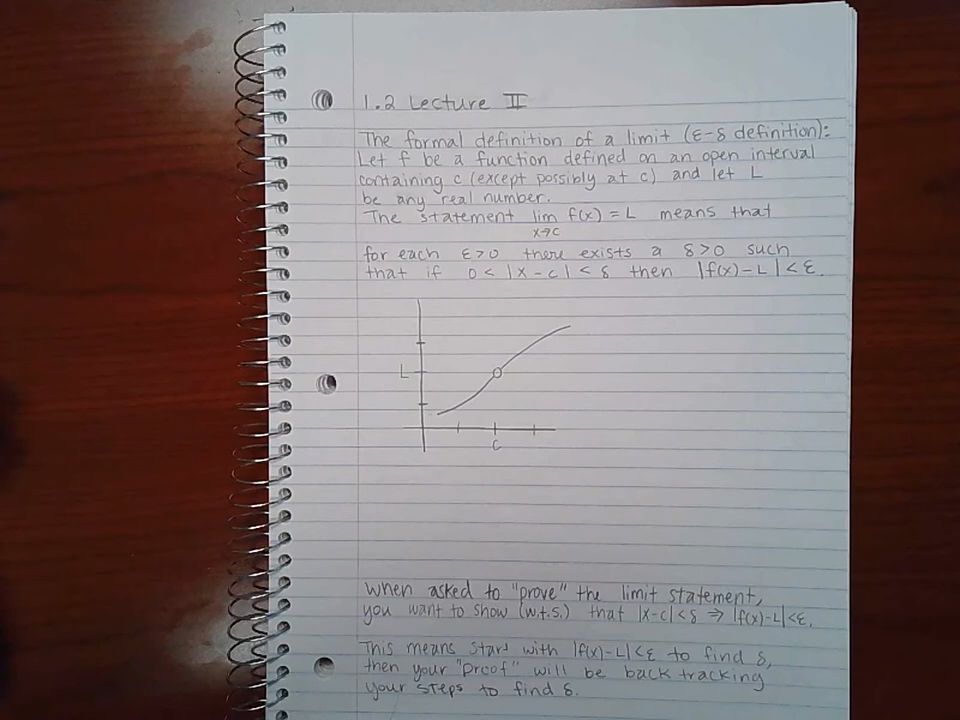 1.2 Lecture II
The formal definition of a limit (ε-δ definition):
Let f be a function defined on an open interval
containing c (except possibly at c) and let L
be any real number.
The statement lim f(x) = L means that
x→c
for each ε>0 there exists a δ>0 such
that if 0 < |x-c| < δ then |f(x)-L| < ε.
L
c
When asked to "prove" the limit statement,
you want to show (w.t.s.) that |x-c|<δ ⇒ |f(x)-L|<ε.
This means start with |f(x)-L|<ε to find δ,
then your "proof" will be back tracking
your steps to find δ.